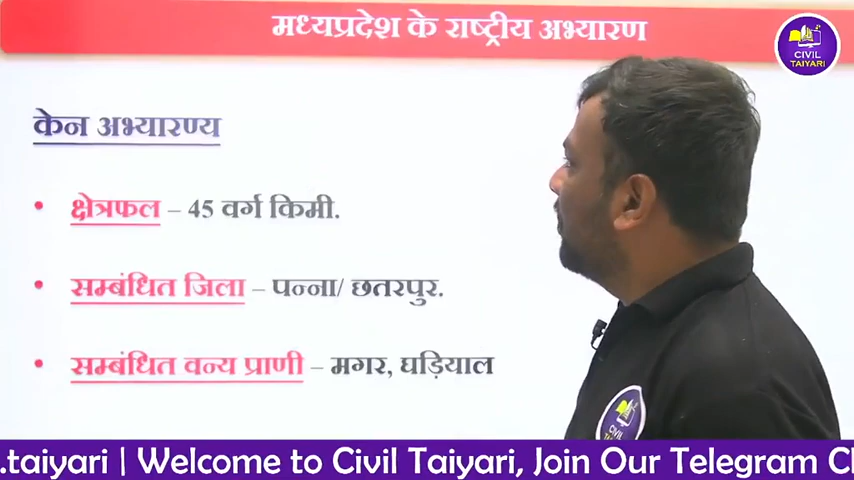 मध्यप्रदेश के राष्ट्रीय अभ्यारण
CIVIL
TAIYARI
केन अभ्यारण्य
• क्षेत्रफल – 45 वर्ग किमी.
• सम्बंधित जिला – पन्ना/ छतरपुर.
• सम्बंधित वन्य प्राणी – मगर, घड़ियाल
CIVIL
.taiyari | Welcome to Civil Taiyari, Join Our Telegram